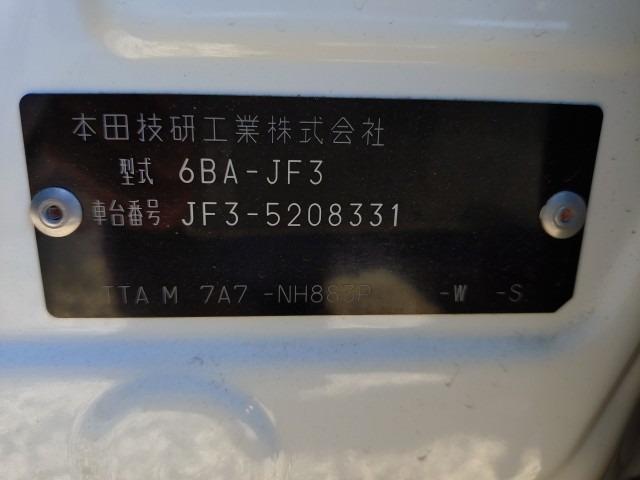 本田技研工業株式会社
型式 6BA-JF3
車台番号 JF3-5208331
TTA M 7A7 -NH883P -W -S